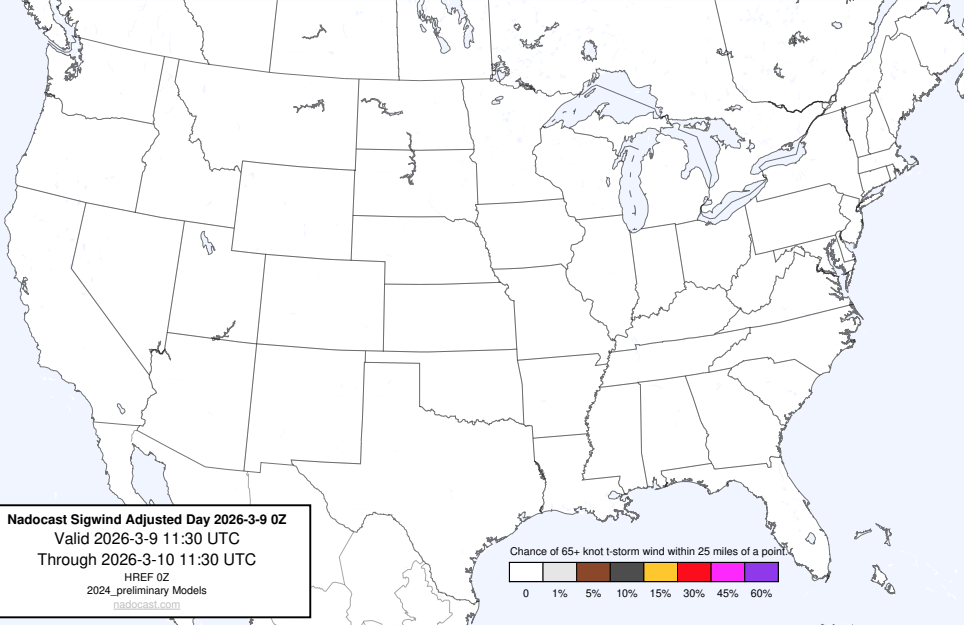 Nadocast Sigwind Adjusted Day 2026-3-9 0Z
Valid 2026-3-9 11:30 UTC
Through 2026-3-10 11:30 UTC
HREF 0Z
2024_preliminary Models
nadocast.com
Chance of 65+ knot t-storm wind within 25 miles of a point.
0 1% 5% 10% 15% 30% 45% 60%